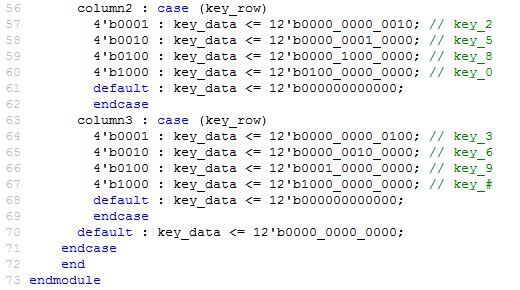 56 column2 : case (key_row)
57 4'b0001 : key_data <= 12'b0000_0000_0010; // key_2
58 4'b0010 : key_data <= 12'b0000_0001_0000; // key_5
59 4'b0100 : key_data <= 12'b0000_1000_0000; // key_8
60 4'b1000 : key_data <= 12'b0100_0000_0000; // key_0
61 default : key_data <= 12'b000000000000;
62 endcase
63 column3 : case (key_row)
64 4'b0001 : key_data <= 12'b0000_0000_0100; // key_3
65 4'b0010 : key_data <= 12'b0000_0010_0000; // key_6
66 4'b0100 : key_data <= 12'b0001_0000_0000; // key_9
67 4'b1000 : key_data <= 12'b1000_0000_0000; // key_#
68 default : key_data <= 12'b000000000000;
69 endcase
70 default : key_data <= 12'b0000_0000_0000;
71 endcase
72 end
73 endmodule